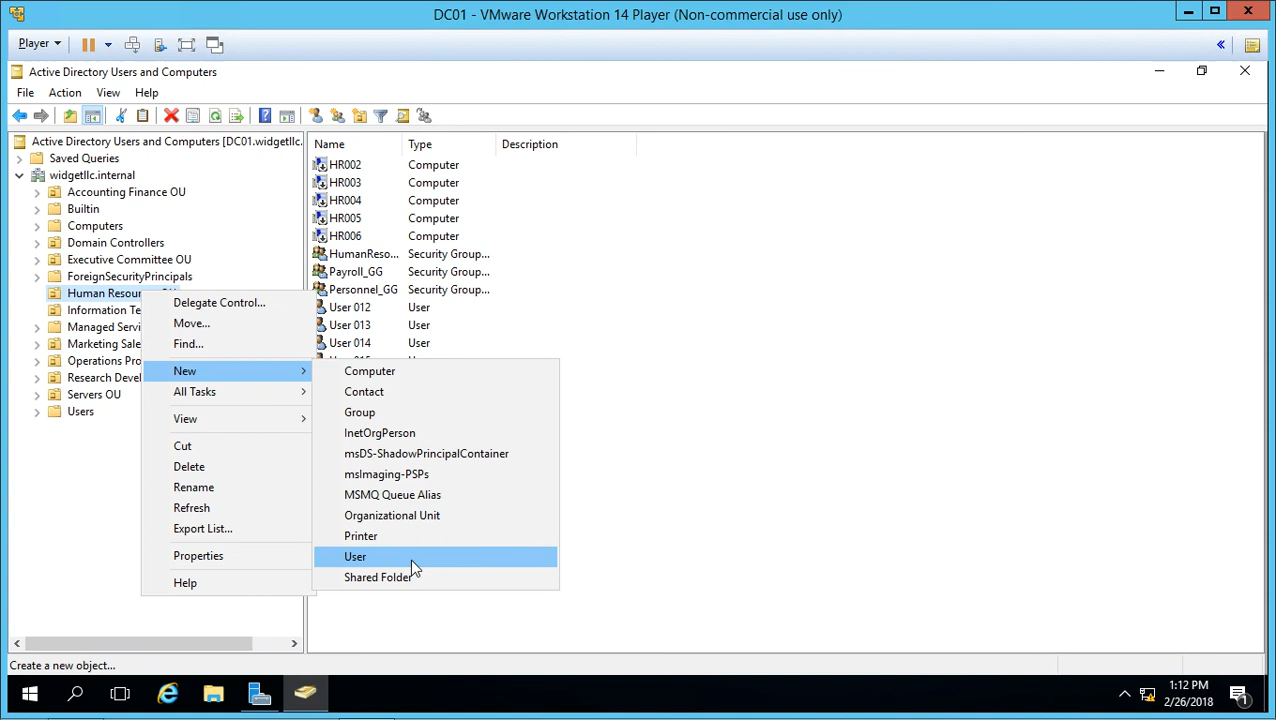 DC01 - VMware Workstation 14 Player (Non-commercial use only)
Player
Active Directory Users and Computers
File Action View Help
Active Directory Users and Computers [DC01.widgetllc.
Saved Queries
widgetllc.internal
Accounting Finance OU
Builtin
Computers
Domain Controllers
Executive Committee OU
ForeignSecurityPrincipals
Human Resour
Information Te
Managed Servi
Marketing Sale
Operations Pro
Research Devel
Servers OU
Users
Name Type Description
HR002 Computer
HR003 Computer
HR004 Computer
HR005 Computer
HR006 Computer
HumanReso... Security Group...
Payroll_GG Security Group...
Personnel_GG Security Group...
User 012 User
User 013 User
User 014 User
Delegate Control...
Move...
Find...
New
All Tasks
View
Cut
Delete
Rename
Refresh
Export List...
Properties
Help
Computer
Contact
Group
InetOrgPerson
msDS-ShadowPrincipalContainer
msImaging-PSPs
MSMQ Queue Alias
Organizational Unit
Printer
User
Shared Folder
Create a new object...
1:12 PM
2/26/2018
1